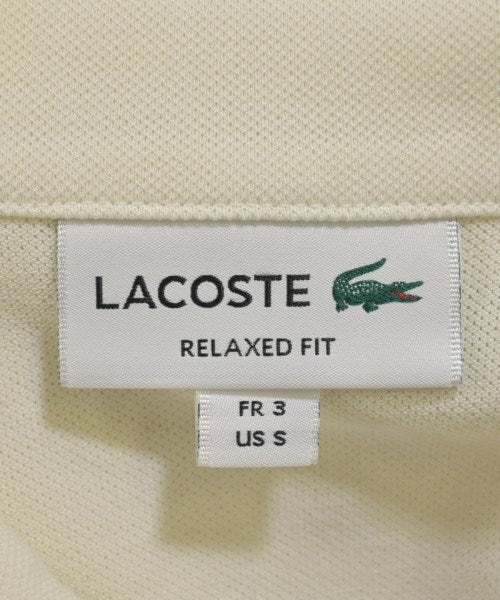 LACOSTE
RELAXED FIT
FR 3
US S